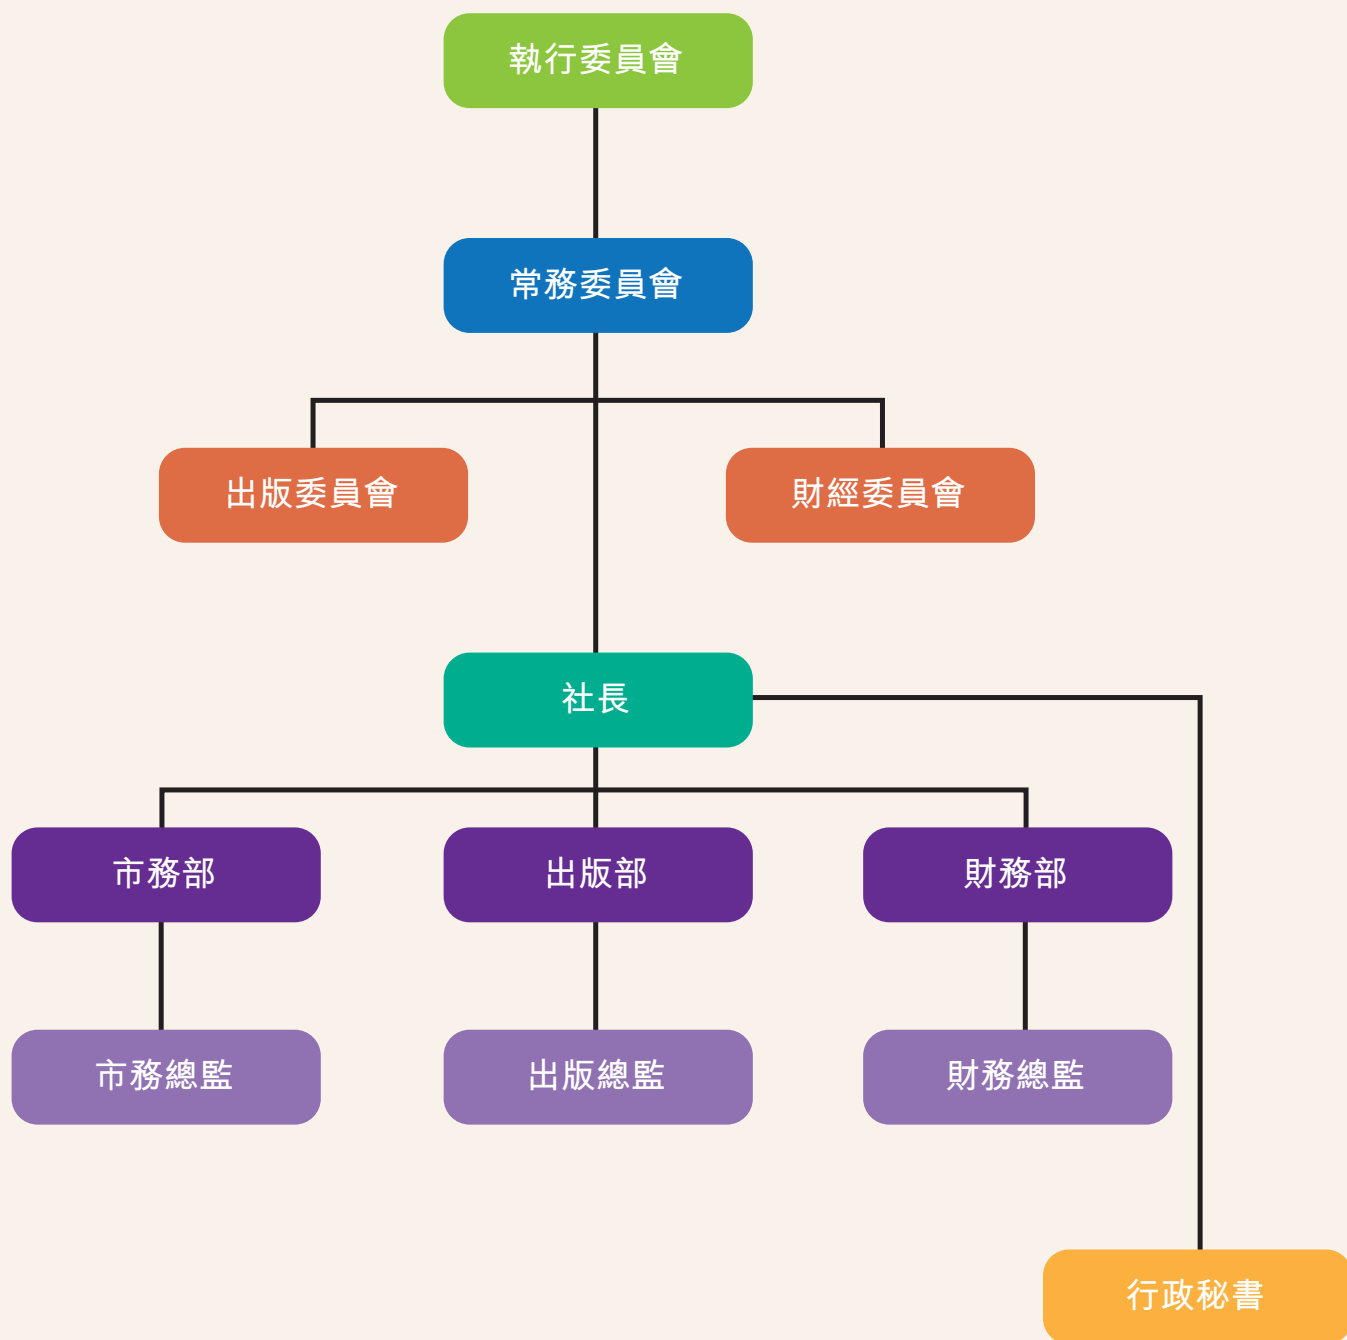 執行委員會
常務委員會
出版委員會
財經委員會
社長
市務部
出版部
財務部
市務總監
出版總監
財務總監
行政秘書